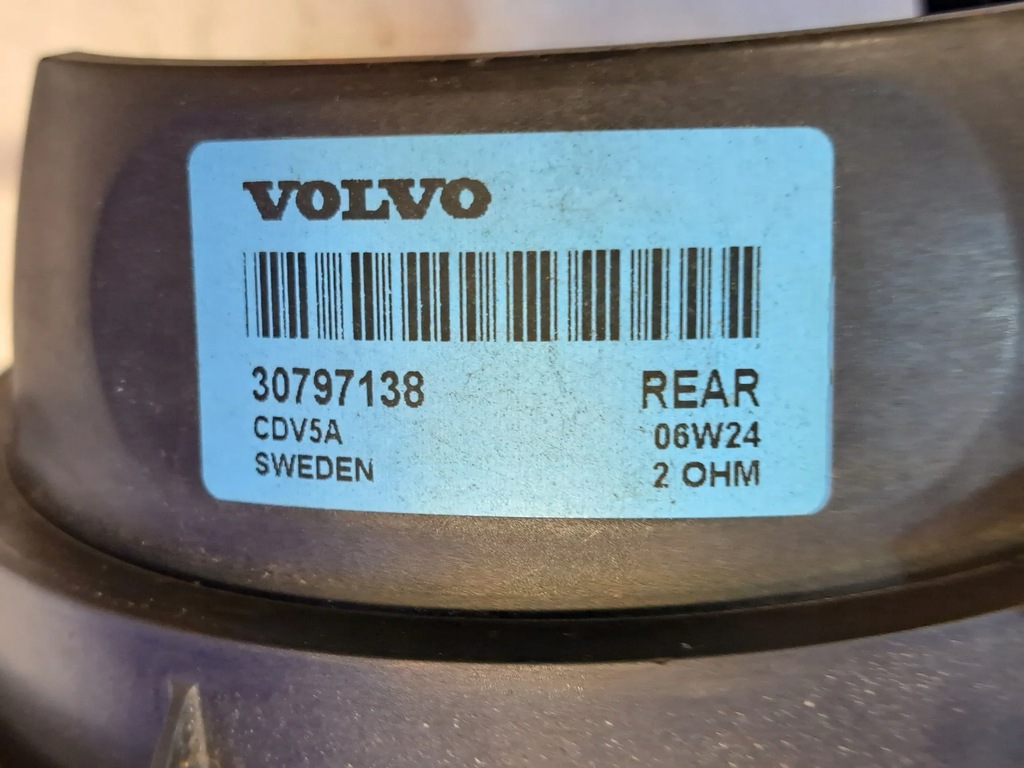 VOLVO
30797138 REAR
CDV5A 06W24
SWEDEN 2 OHM